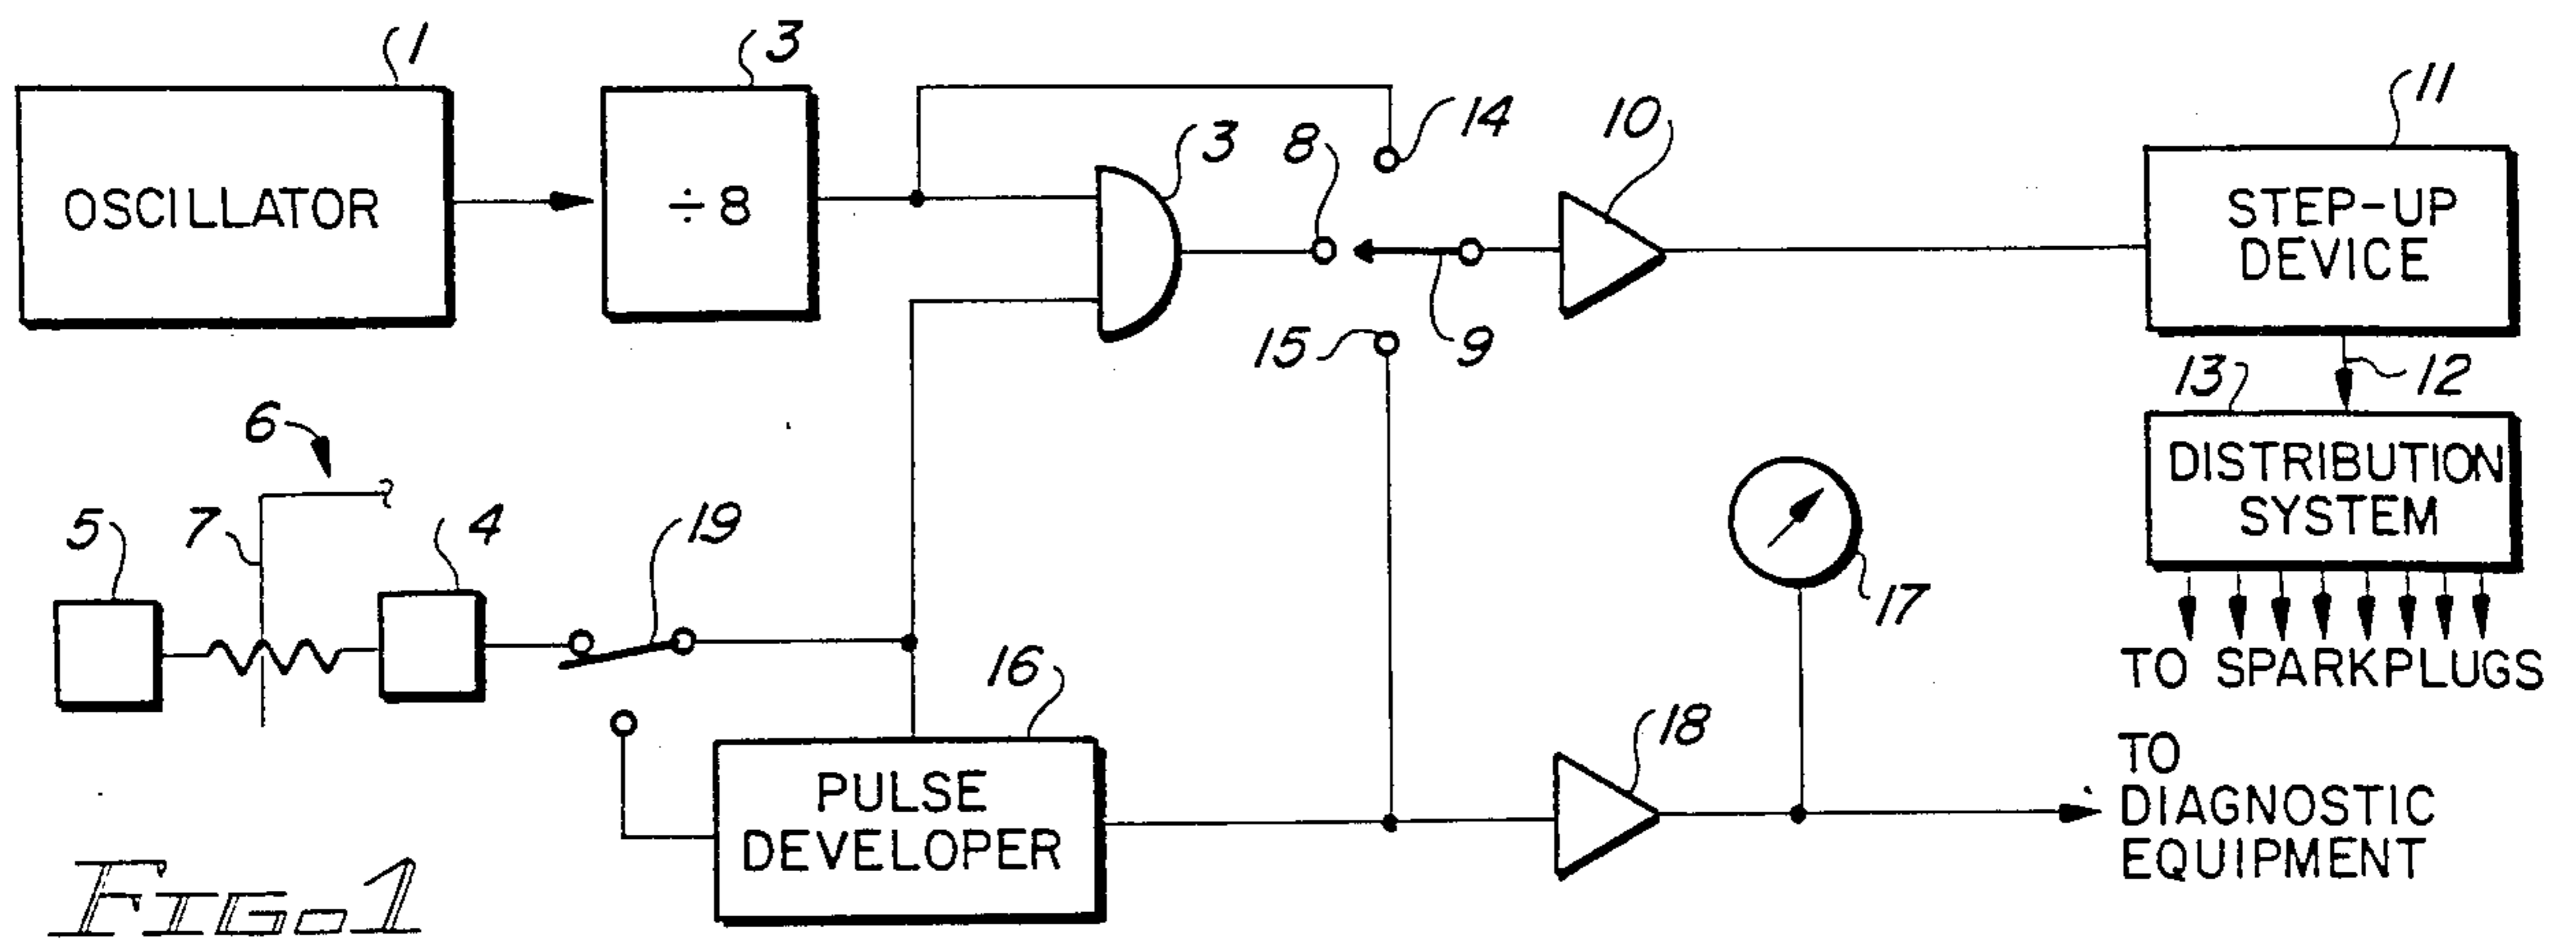 1
3
OSCILLATOR
÷8
3
8
14
9
15
10
11
STEP-UP
DEVICE
12
13
DISTRIBUTION
SYSTEM
TO SPARKPLUGS
6
5
7
4
19
16
PULSE
DEVELOPER
17
18
TO
DIAGNOSTIC
EQUIPMENT
FIG. 1